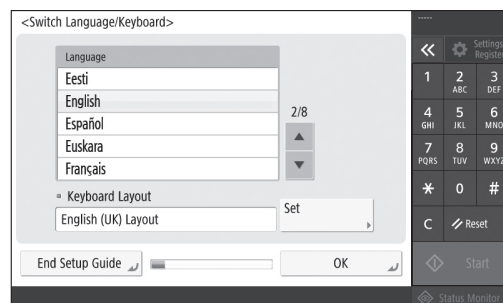 <Switch Language/Keyboard>
Language
Eesti
English
Español
Euskara
Français
2/8
Keyboard Layout
English (UK) Layout
Set
End Setup Guide
OK
-----
Settings
Register
1
2
ABC
3
DEF
4
GHI
5
JKL
6
MNO
7
PQRS
8
TUV
9
WXYZ
*
0
#
C
Reset
Start
Status Monitor